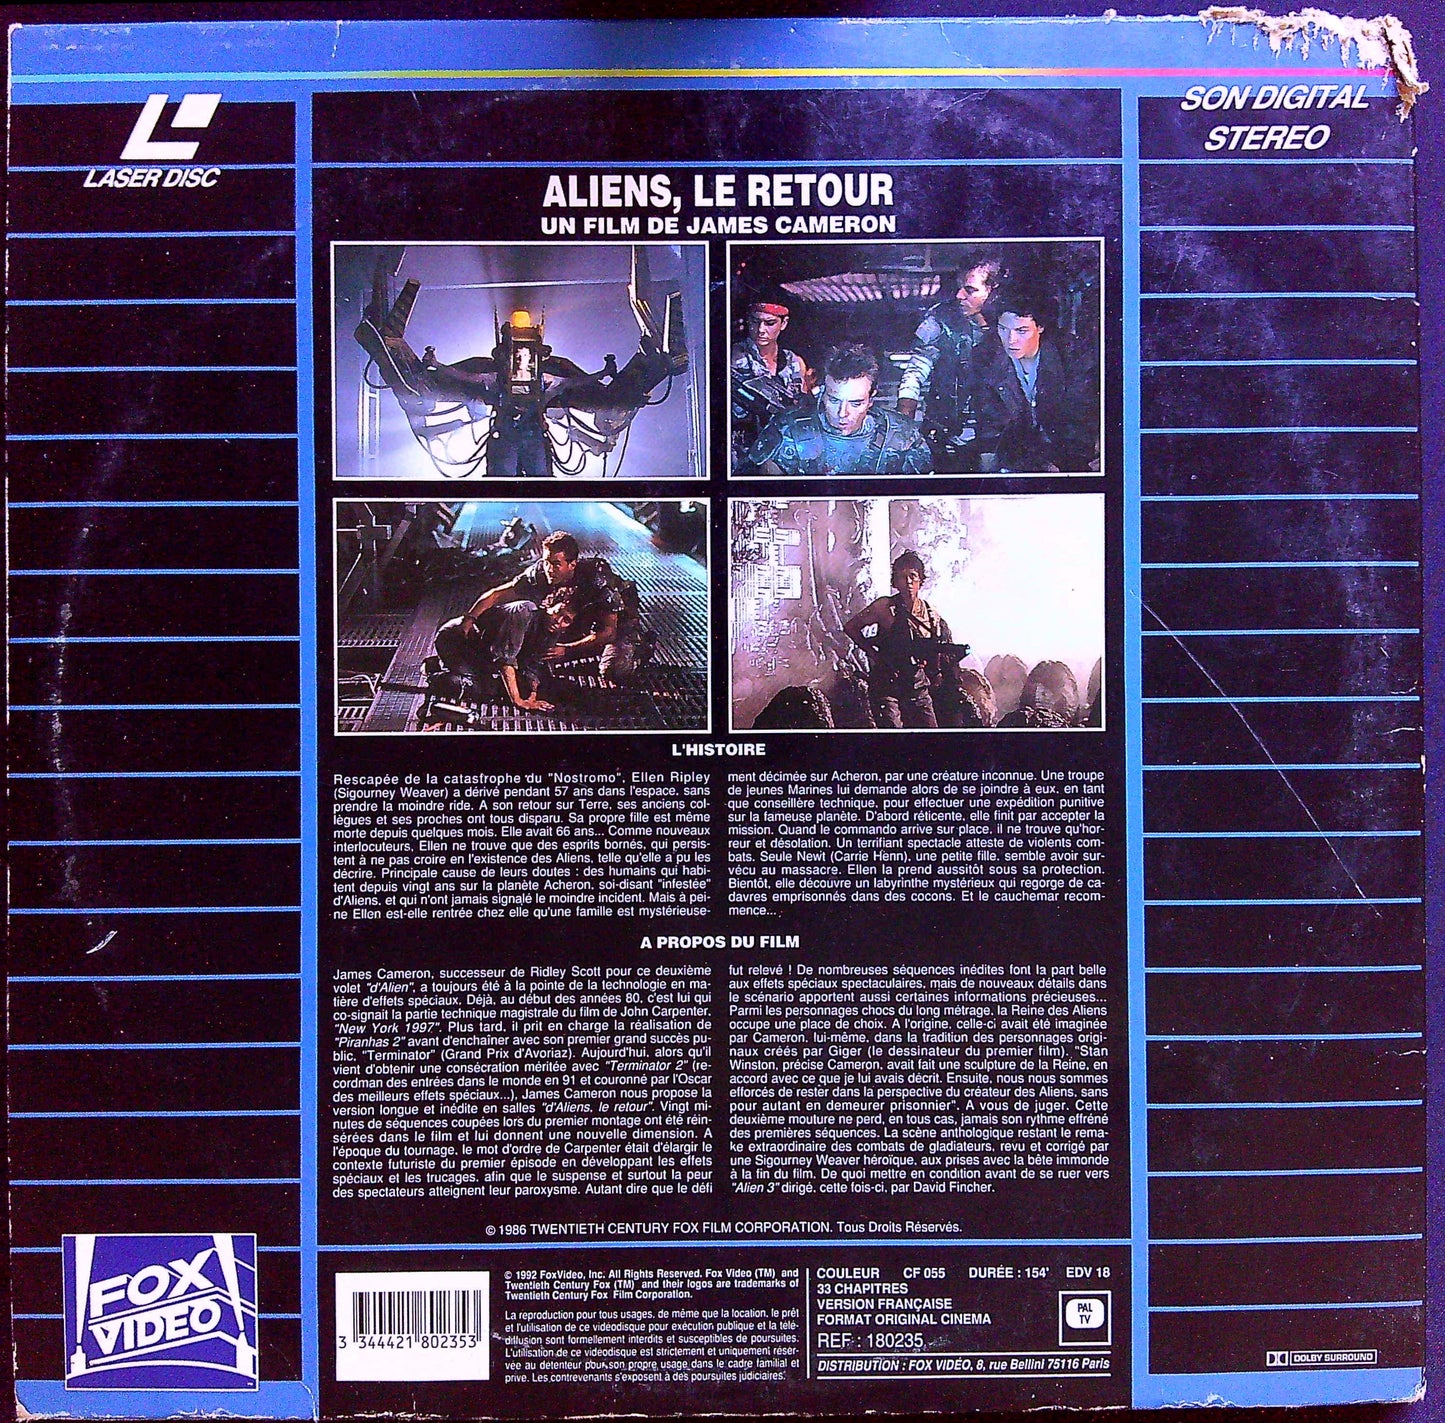 LASER DISC
SON DIGITAL
STEREO
ALIENS, LE RETOUR
UN FILM DE JAMES CAMERON
L'HISTOIRE
Rescapée de la catastrophe du "Nostromo", Ellen Ripley
(Sigourney Weaver) a dérivé pendant 57 ans dans l'espace, sans
prendre la moindre ride. A son retour sur Terre, ses anciens col-
lègues et ses proches ont tous disparu. Sa propre fille est même
morte depuis quelques mois. Elle avait 66 ans... Comme nouveaux
interlocuteurs, Ellen ne trouve que des esprits bornés, qui persis-
tent à ne pas croire en l'existence des Aliens, telle qu'elle a pu les
décrire. Principale cause de leurs doutes : des humains qui habi-
tent depuis vingt ans sur la planète Acheron, soi-disant "infestée"
d'Aliens, et qui n'ont jamais signalé le moindre incident. Mais à pei-
ne Ellen est-elle rentrée chez elle qu'une famille est mystérieuse-
ment décimée sur Acheron, par une créature inconnue. Une troupe
de jeunes Marines lui demande alors de se joindre à eux, en tant
que conseillère technique, pour effectuer une expédition punitive
sur la fameuse planète. D'abord réticente, elle finit par accepter la
mission. Quand le commando arrive sur place, il ne trouve qu'hor-
reur et désolation. Un terrifiant spectacle atteste de violents com-
bats. Seule Newt (Carrie Henn), une petite fille, semble avoir sur-
vécu au massacre. Ellen la prend aussitôt sous sa protection.
Bientôt, elle découvre un labyrinthe mystérieux qui regorge de ca-
davres emprisonnés dans des cocons. Et le cauchemar recom-
mence...
A PROPOS DU FILM
James Cameron, successeur de Ridley Scott pour ce deuxième
volet "d'Alien", a toujours été à la pointe de la technologie en ma-
tière d'effets spéciaux. Déjà, au début des années 80, c'est lui qui
co-signait la partie technique magistrale du film de John Carpenter,
"New York 1997". Plus tard, il prit en charge la réalisation de
"Piranhas 2" avant d'enchaîner avec son premier grand succès pu-
blic, "Terminator" (Grand Prix d'Avoriaz). Aujourd'hui, alors qu'il
vient d'obtenir une consécration méritée avec "Terminator 2" (re-
cordman des entrées dans le monde en 91 et couronné par l'Oscar
des meilleurs effets spéciaux...), James Cameron nous propose la
version longue et inédite en salles "d'Aliens, le retour". Vingt mi-
nutes de séquences coupées lors du premier montage ont été réin-
sérées dans le film et lui donnent une nouvelle dimension. A
l'époque du tournage, le mot d'ordre de Carpenter était d'élargir le
contexte futuriste du premier épisode en développant les effets
spéciaux et les trucages, afin que le suspense et surtout la peur
des spectateurs atteignent leur paroxysme. Autant dire que le défi
fut relevé ! De nombreuses séquences inédites font la part belle
aux effets spéciaux spectaculaires, mais de nouveaux détails dans
le scénario apportent aussi certaines informations précieuses...
Parmi les personnages chocs du long métrage, la Reine des Aliens
occupe une place de choix. A l'origine, celle-ci avait été imaginée
par Cameron, lui-même, dans la tradition des personnages origi-
naux créés par Giger (le dessinateur du premier film). "Stan
Winston, précise Cameron, avait fait une sculpture de la Reine, en
accord avec ce que je lui avais décrit. Ensuite, nous nous sommes
efforcés de rester dans la perspective du créateur des Aliens, sans
pour autant en demeurer prisonnier". A vous de juger. Cette
deuxième mouture ne perd, en tous cas, jamais son rythme effréné
des premières séquences. La scène anthologique restant le rema-
ke extraordinaire des combats de gladiateurs, revu et corrigé par
une Sigourney Weaver héroïque, aux prises avec la bête immonde
à la fin du film. De quoi mettre en condition avant de se ruer vers
"Alien 3" dirigé, cette fois-ci, par David Fincher.
© 1986 TWENTIETH CENTURY FOX FILM CORPORATION. Tous Droits Réservés.
FOX
VIDEO
3 344421 802353
© 1992 FoxVideo, Inc. All Rights Reserved. Fox Video (TM) and
Twentieth Century Fox (TM) and their logos are trademarks of
Twentieth Century Fox Film Corporation.
La reproduction pour tous usages, de même que la location, le prêt
et l'utilisation de ce vidéodisque pour exécution publique et la télé-
diffusion sont formellement interdits et susceptibles de poursuites.
L'utilisation de ce videodisque est strictement et uniquement réser-
vée au détenteur pour son propre usage dans le cadre familial et
privé. Les contrevenants s'exposent à des poursuites judiciaires.
COULEUR CF 055 DURÉE : 154' EDV 18
33 CHAPITRES
VERSION FRANÇAISE
FORMAT ORIGINAL CINEMA
REF : 180235
PAL
TV
DISTRIBUTION : FOX VIDÉO, 8, rue Bellini 75116 Paris
DOLBY SURROUND